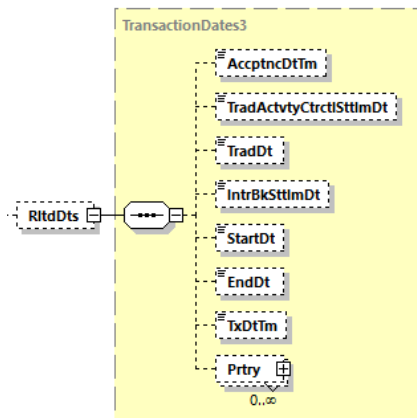 TransactionDates3
AccptncDtTm
TradActvtyCtrctlSttlmDt
TradDt
IntrBkSttlmDt
RltdDts
StartDt
EndDt
TxDtTm
Prtry
0..∞